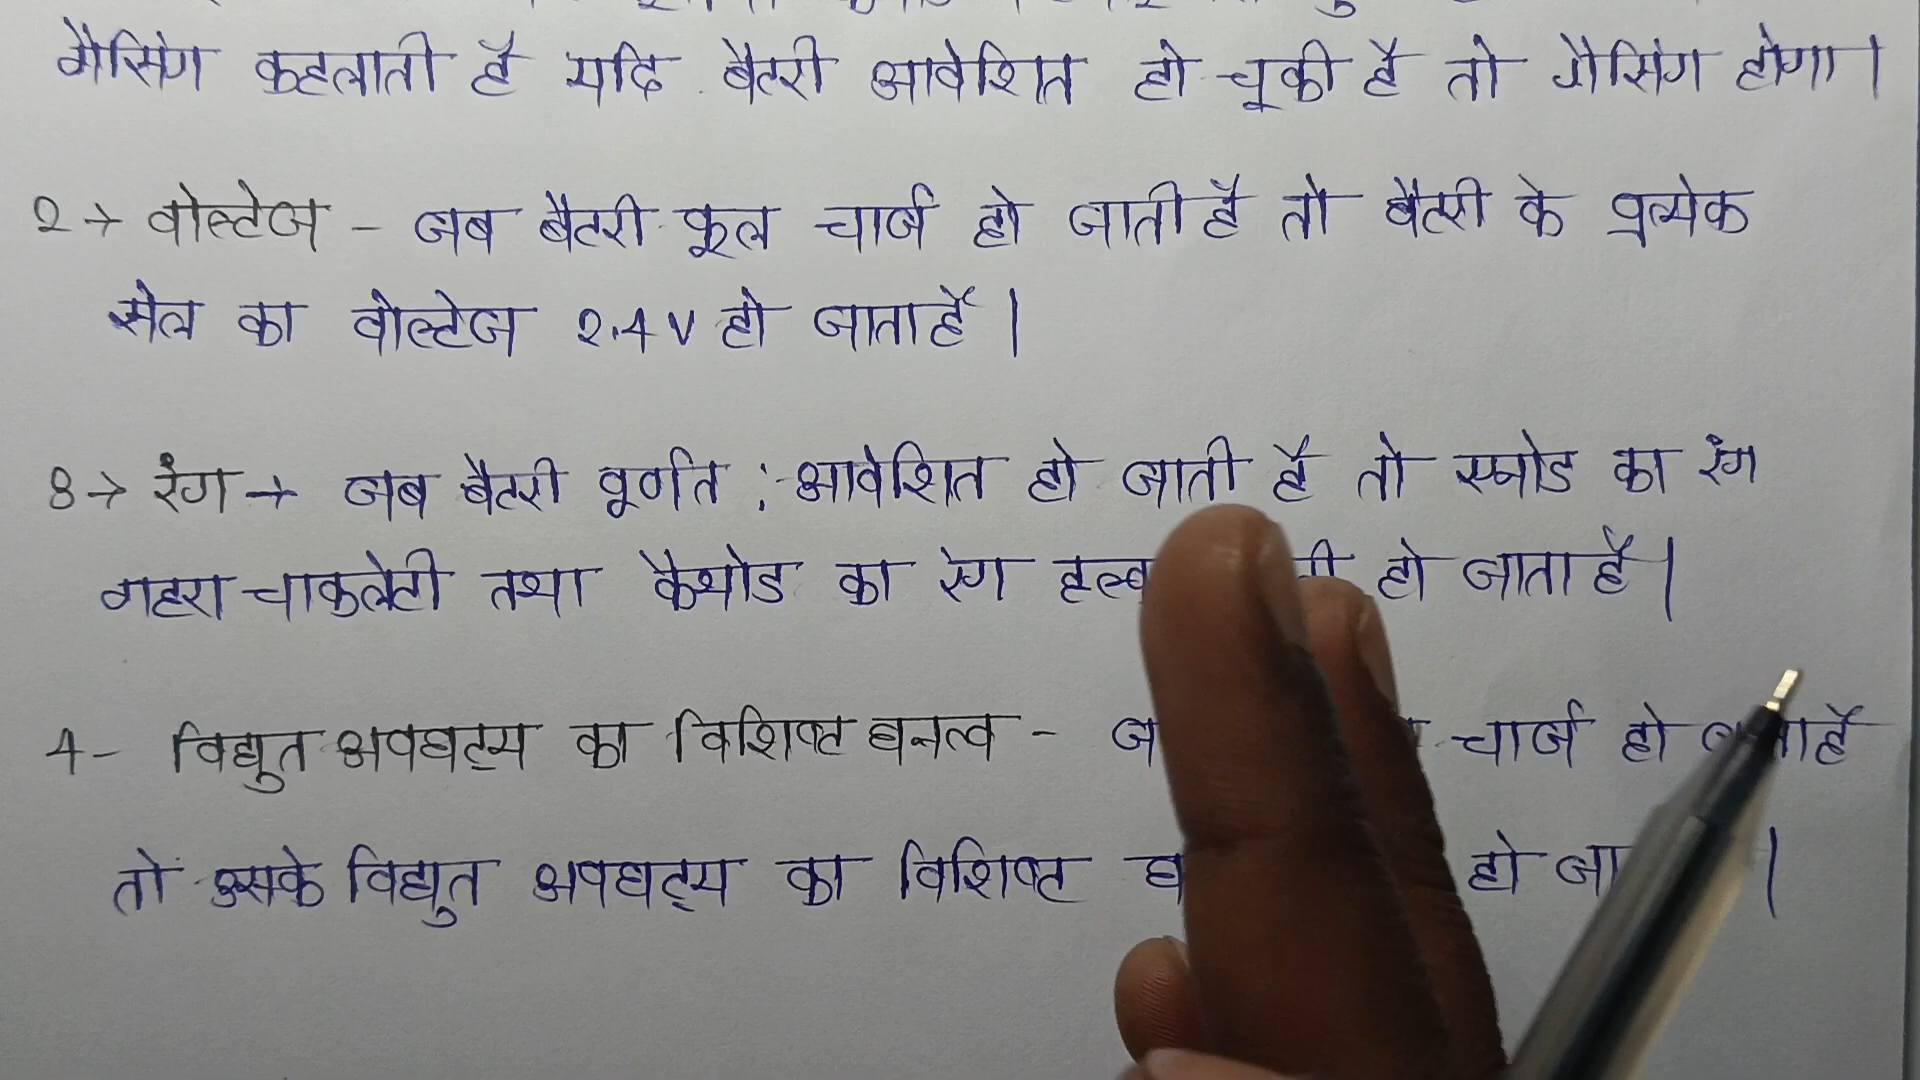 गैसिंग कहलाती है यदि बैटरी आवेशित हो चूकी है तो गैसिंग होगा।
2→ वोल्टेज - जब बैटरी फूल चार्ज हो जाती है तो बैटरी के प्रत्येक
सेल का वोल्टेज 2.4V हो जाता है।
3→ रंग → जब बैटरी पूर्णत: आवेशित हो जाती है तो एनोड का रंग
गहरा चाकलेटी तथा कैथोड का रंग हो जाता है।
4- विद्युत अपघट्य का विशिष्ट घनत्व - चार्ज हो
तो उसके विद्युत अपघट्य का विशिष्ट हो